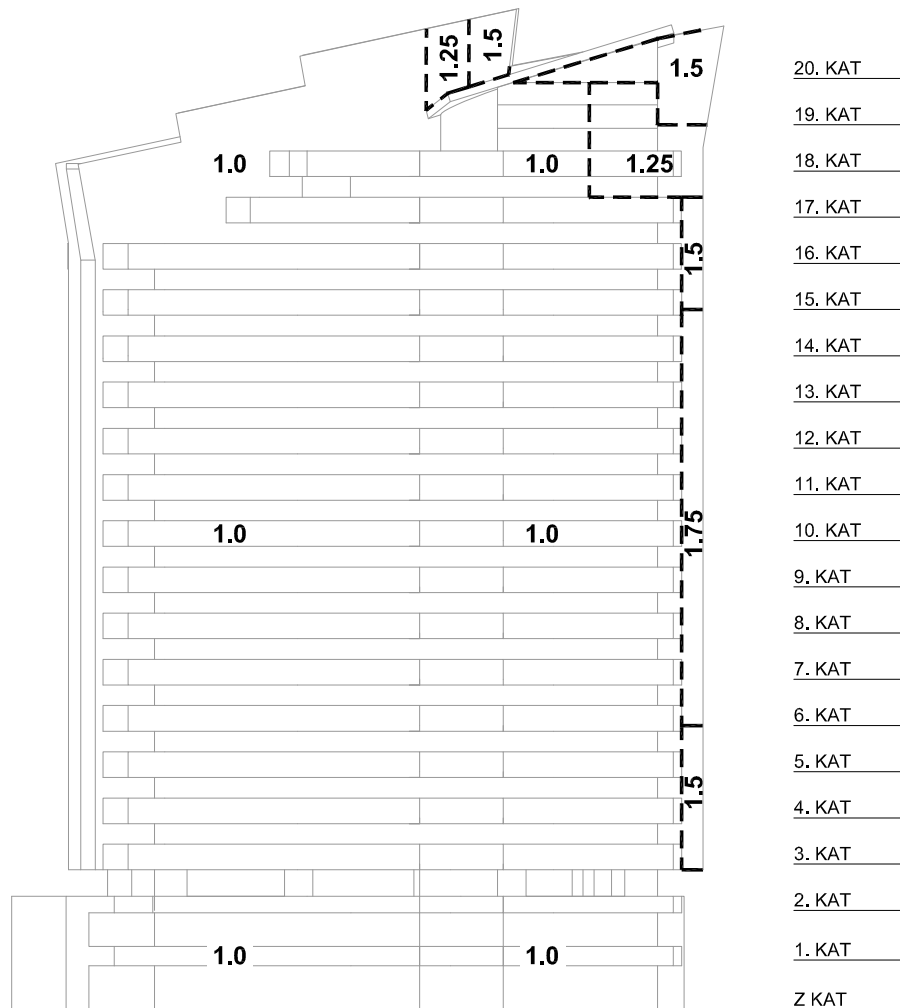 1.25
1.5
1.5
20. KAT
19. KAT
1.0
1.0
1.25
18. KAT
17. KAT
1.5
16. KAT
15. KAT
14. KAT
13. KAT
12. KAT
11. KAT
1.0
1.0
1.75
10. KAT
9. KAT
8. KAT
7. KAT
6. KAT
5. KAT
1.5
4. KAT
3. KAT
2. KAT
1.0
1.0
1. KAT
Z KAT